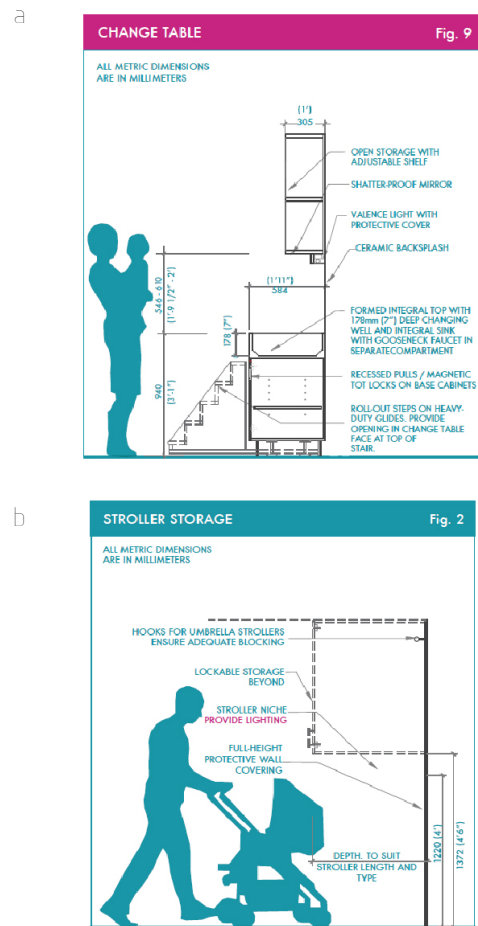 a
CHANGE TABLE Fig. 9
ALL METRIC DIMENSIONS
ARE IN MILLIMETERS
(1')
305
OPEN STORAGE WITH
ADJUSTABLE SHELF
SHATTER-PROOF MIRROR
VALENCE LIGHT WITH
PROTECTIVE COVER
CERAMIC BACKSPLASH
(1'11")
584
546 - 610
(1'-9 1/2" - 2')
178 (7")
FORMED INTEGRAL TOP WITH
178mm (7") DEEP CHANGING
WELL AND INTEGRAL SINK
WITH GOOSENECK FAUCET IN
SEPARATECOMPARTMENT
940
(3'-1")
RECESSED PULLS / MAGNETIC
TOT LOCKS ON BASE CABINETS
ROLL-OUT STEPS ON HEAVY-
DUTY GLIDES. PROVIDE
OPENING IN CHANGE TABLE
FACE AT TOP OF
STAIR.
b
STROLLER STORAGE Fig. 2
ALL METRIC DIMENSIONS
ARE IN MILLIMETERS
HOOKS FOR UMBRELLA STROLLERS
ENSURE ADEQUATE BLOCKING
LOCKABLE STORAGE
BEYOND
STROLLER NICHE
PROVIDE LIGHTING
FULL-HEIGHT
PROTECTIVE WALL
COVERING
DEPTH. TO SUIT
STROLLER LENGTH AND
TYPE
1220 (4')
1372 (4'6")